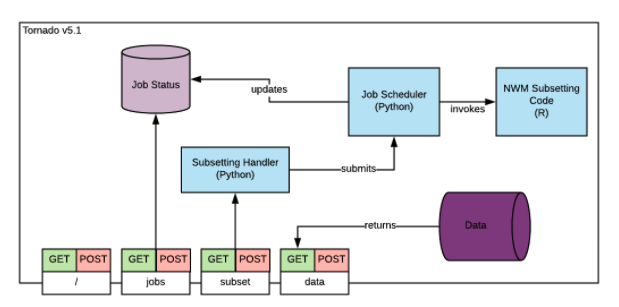 Tornado v5.1
Job Status
updates
Job Scheduler
(Python)
invokes
NWM Subsetting
Code
(R)
Subsetting Handler
(Python)
submits
returns
Data
GET POST
/
GET POST
jobs
GET POST
subset
GET POST
data